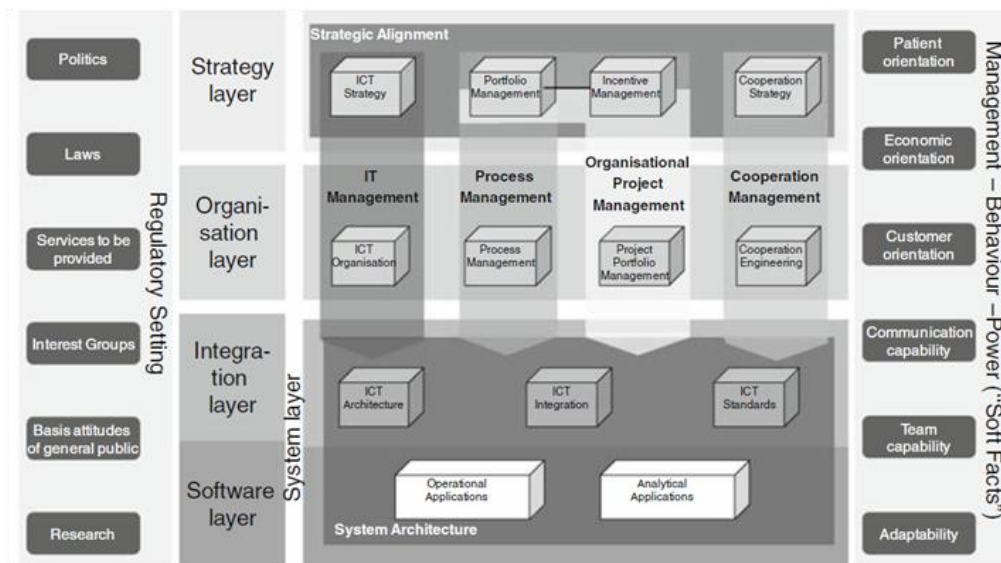 Politics
Laws
Services to be
provided
Interest Groups
Basis attitudes
of general public
Research
Regulatory Setting
Strategy
layer
Organi-
sation
layer
Integra-
tion
layer
Software
layer
System layer
Strategic Alignment
ICT
Strategy
Portfolio
Management
Incentive
Management
Cooperation
Strategy
IT
Management
Process
Management
Organisational
Project
Management
Cooperation
Management
ICT
Organisation
Process
Management
Project
Portfolio
Management
Cooperation
Engineering
ICT
Architecture
ICT
Integration
ICT
Standards
Operational
Applications
Analytical
Applications
System Architecture
Patient
orientation
Economic
orientation
Customer
orientation
Communication
capability
Team
capability
Adaptability
Management – Behaviour –Power ("Soft Facts")